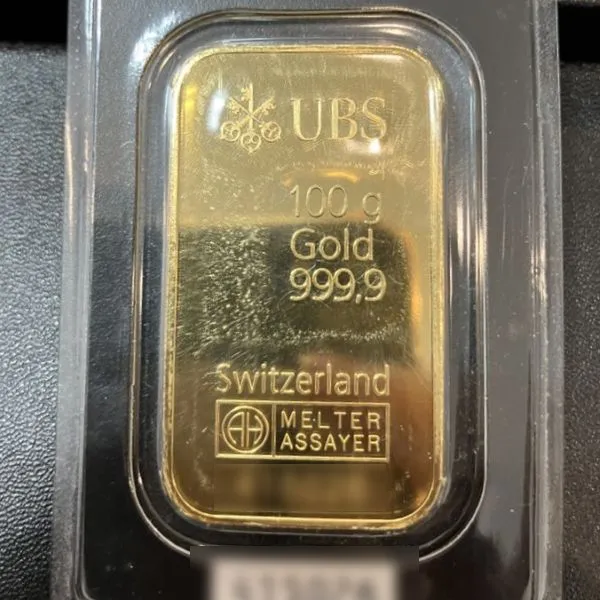 UBS
100 g
Gold
999,9
Switzerland
AH MELTER
ASSAYER